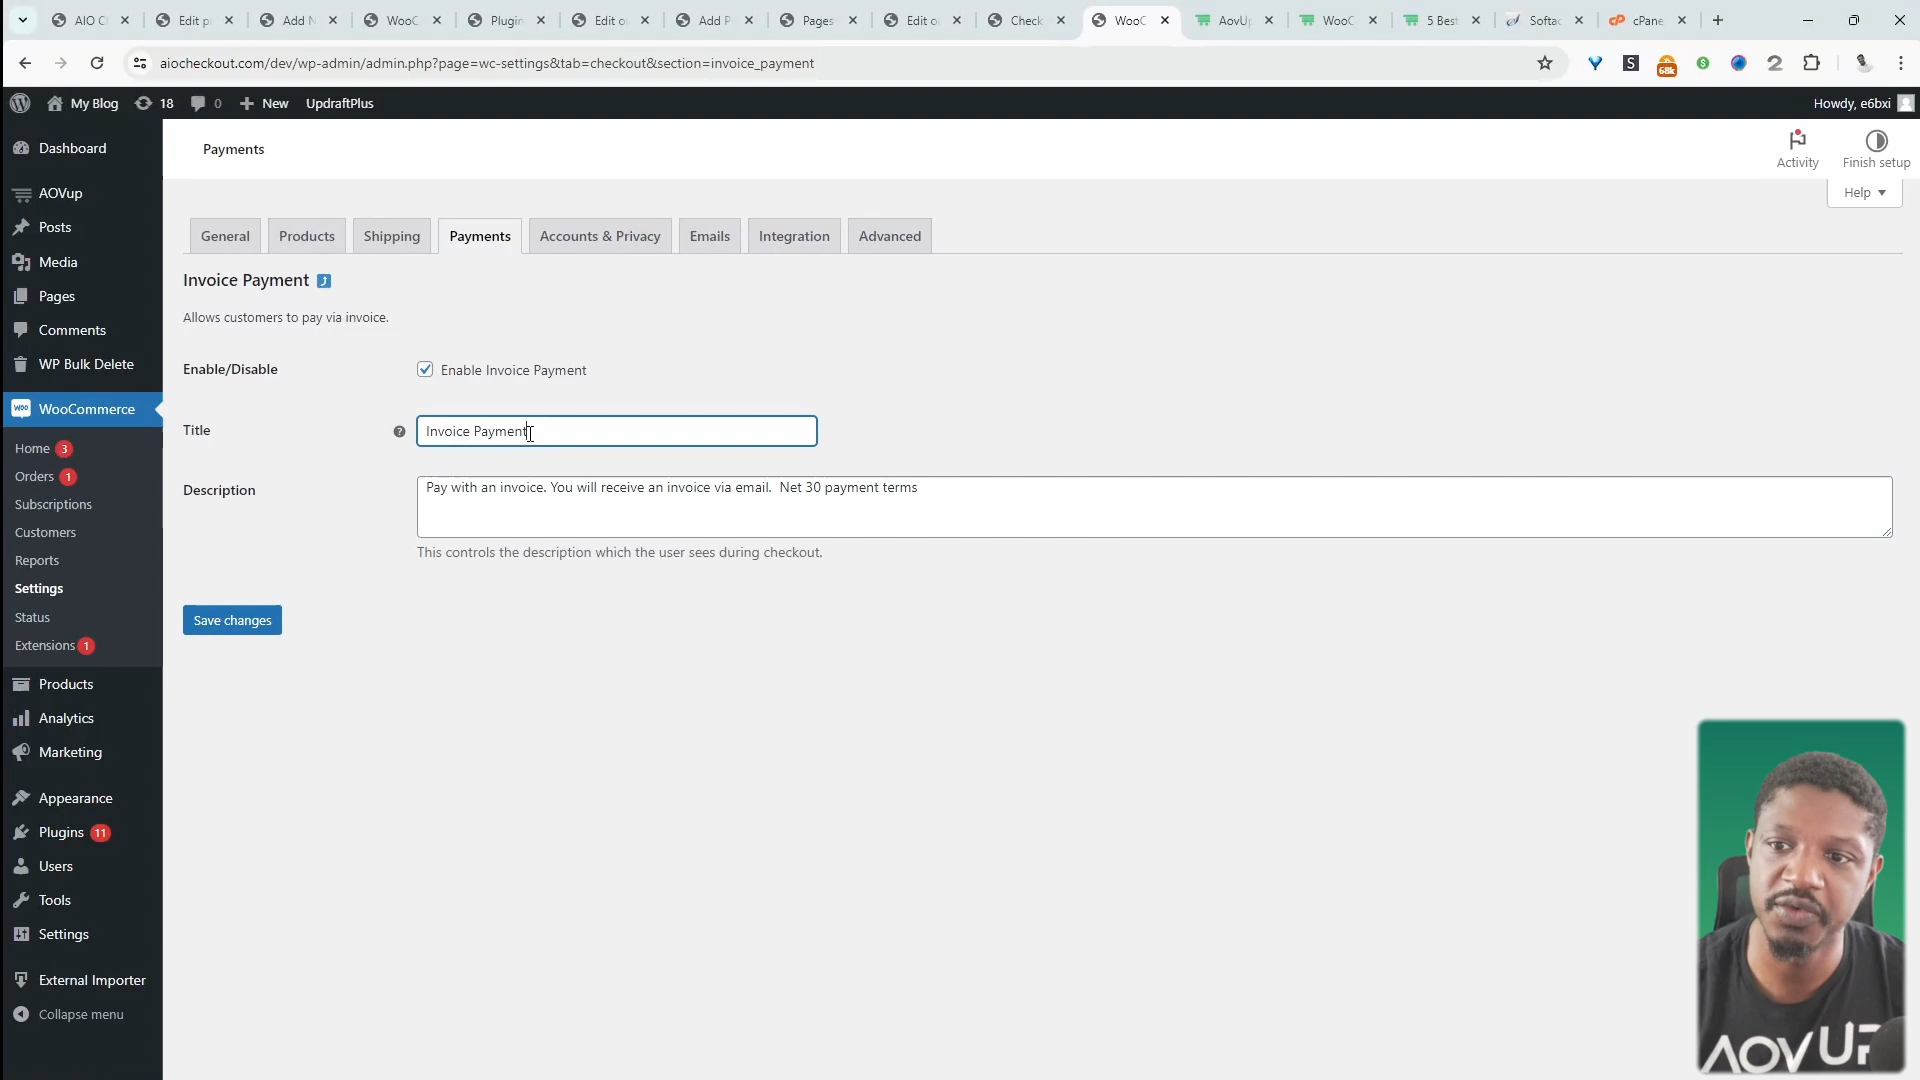 AIO C
Edit p
Add N
WooC
Plugin
Edit o
Add P
Pages
Edit o
Check
WooC
AovU
WooC
5 Best
Softac
cPane
aiocheckout.com/dev/wp-admin/admin.php?page=wc-settings&tab=checkout&section=invoice_payment
68k
My Blog 18 0 New UpdraftPlus
Howdy, e6bxi
Dashboard
AOVup
Posts
Media
Pages
Comments
WP Bulk Delete
WooCommerce
Home 3
Orders 1
Subscriptions
Customers
Reports
Settings
Status
Extensions 1
Products
Analytics
Marketing
Appearance
Plugins 11
Users
Tools
Settings
External Importer
Collapse menu
Payments
Activity
Finish setup
Help
General
Products
Shipping
Payments
Accounts & Privacy
Emails
Integration
Advanced
Invoice Payment
Allows customers to pay via invoice.
Enable/Disable
Enable Invoice Payment
Title
Invoice Payment
Description
Pay with an invoice. You will receive an invoice via email.  Net 30 payment terms
This controls the description which the user sees during checkout.
Save changes
AOVUP